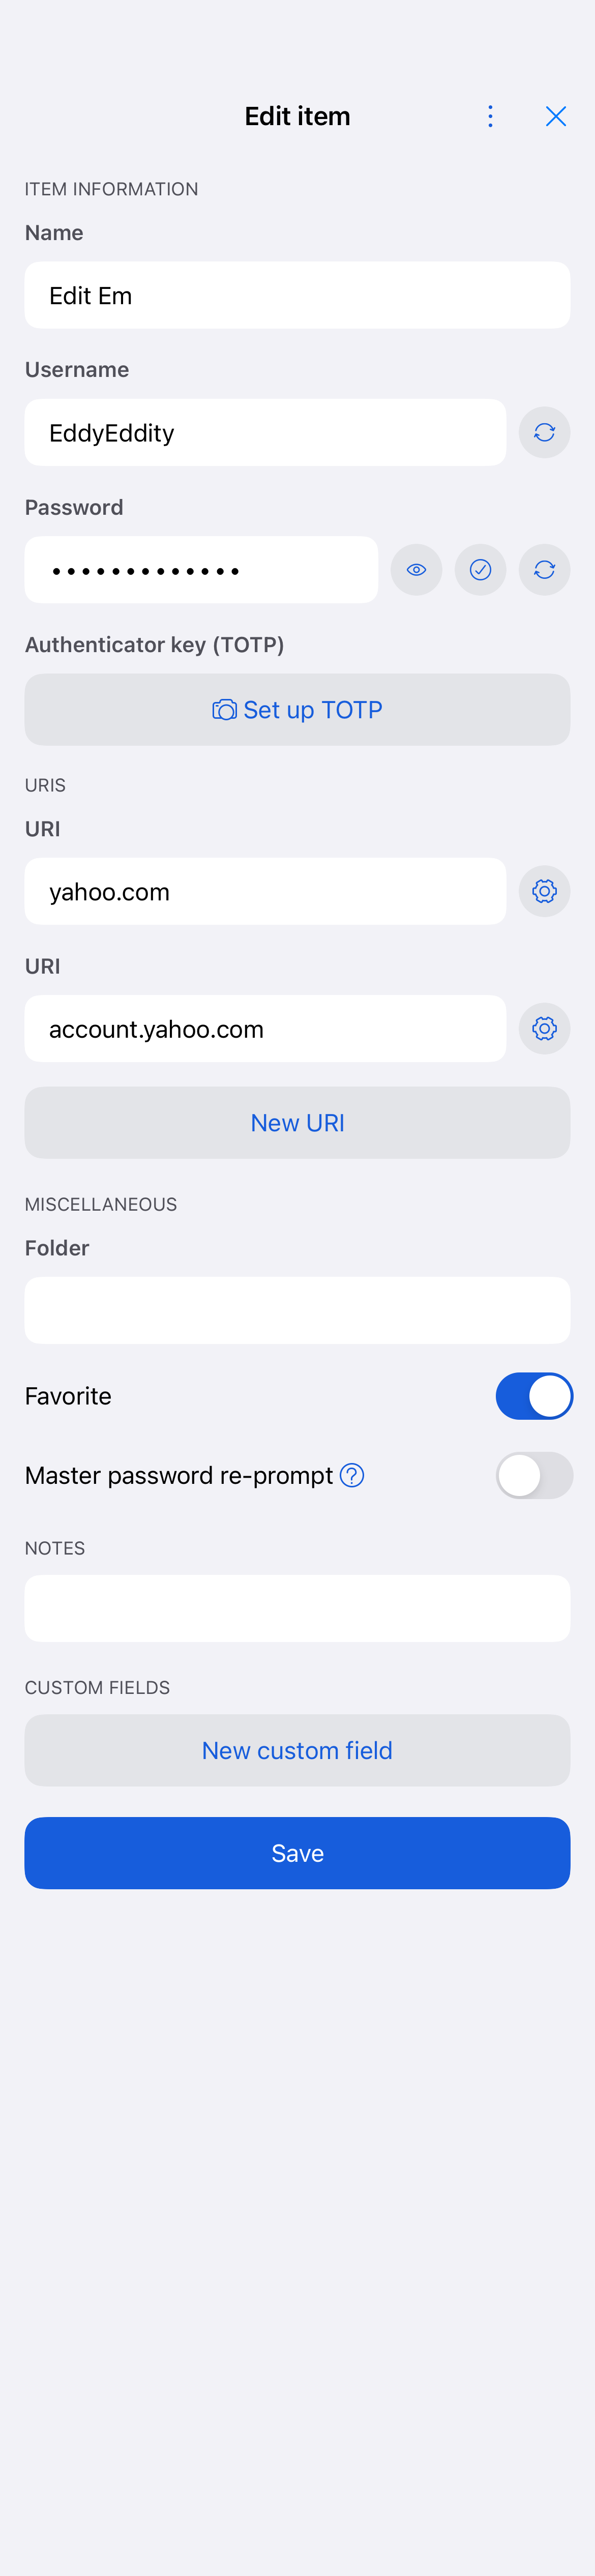 Edit item
ITEM INFORMATION
Name
Edit Em
Username
EddyEddity
Password
•••••••••••••
Authenticator key (TOTP)
Set up TOTP
URIS
URI
yahoo.com
URI
account.yahoo.com
New URI
MISCELLANEOUS
Folder
Favorite
Master password re-prompt
NOTES
CUSTOM FIELDS
New custom field
Save